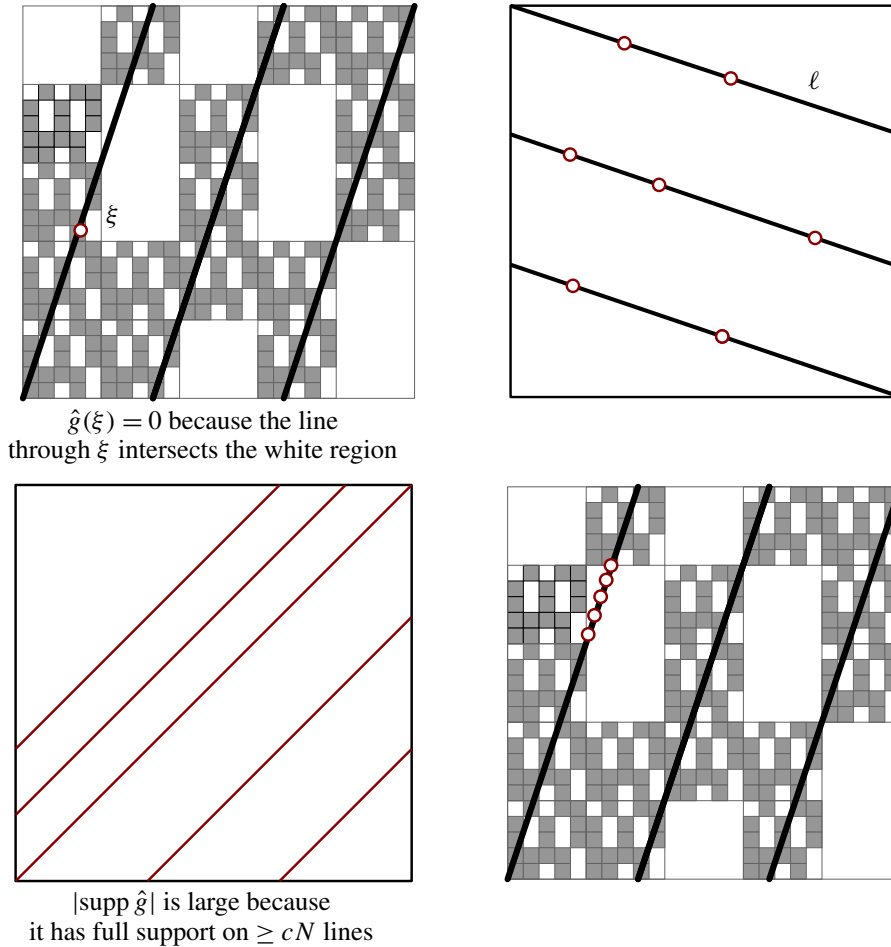 ℓ
ξ
ĝ(ξ) = 0 because the line
through ξ intersects the white region
|supp ĝ| is large because
it has full support on ≥ cN lines